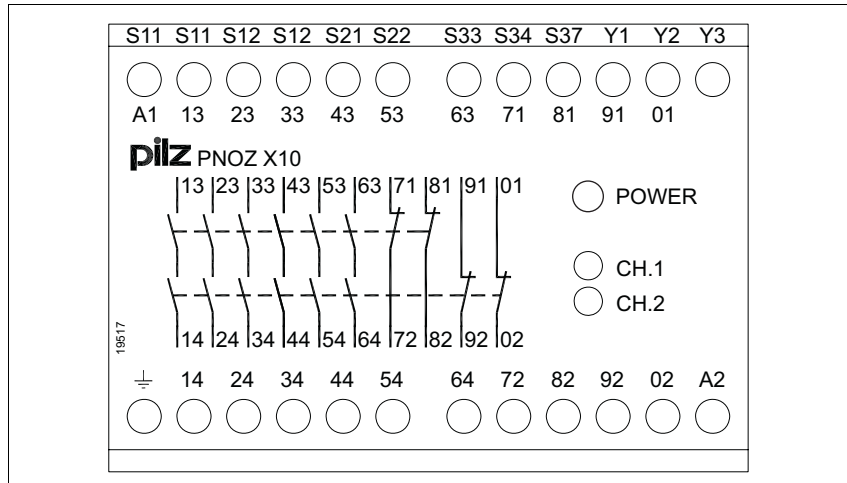 S11 S11 S12 S12 S21 S22 S33 S34 S37 Y1 Y2 Y3
A1 13 23 33 43 53 63 71 81 91 01
pilz PNOZ X10
13 23 33 43 53 63 71 81 91 01
POWER
CH.1
CH.2
19517
14 24 34 44 54 64 72 82 92 02
14 24 34 44 54 64 72 82 92 02 A2